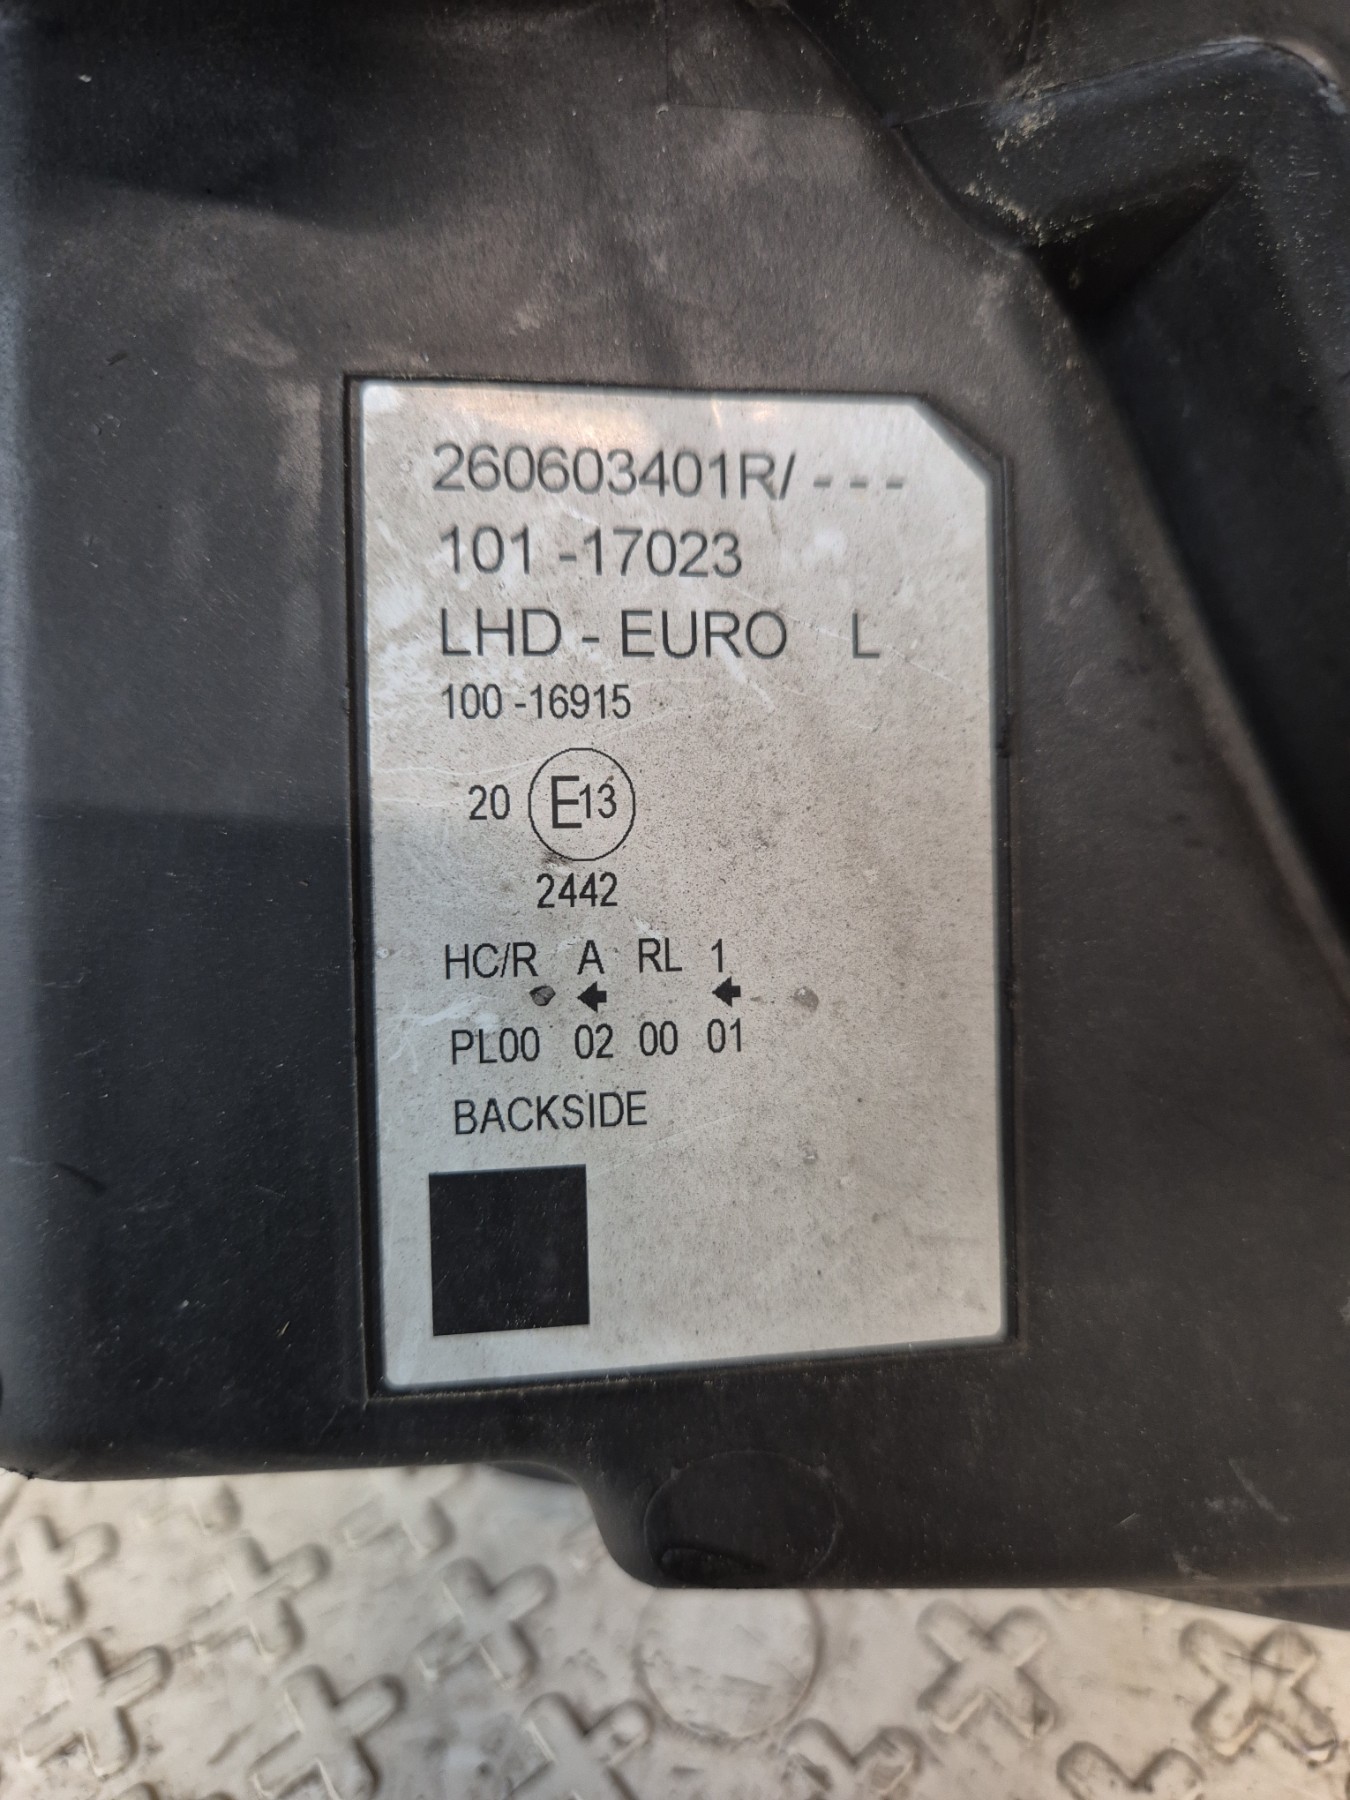 260603401R/ - - -
101 -17023
LHD - EURO L
100 -16915
20 E13
2442
HC/R A RL 1
PL00 02 00 01
BACKSIDE